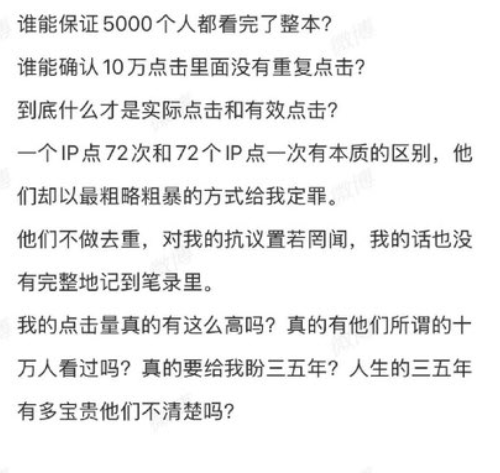 谁能保证5000个人都看完了整本？
谁能确认10万点击里面没有重复点击？
到底什么才是实际点击和有效点击？
一个IP点72次和72个IP点一次有本质的区别，他
们却以最粗略粗暴的方式给我定罪。
他们不做去重，对我的抗议置若罔闻，我的话也没
有完整地记到笔录里。
我的点击量真的有这么高吗？真的有他们所谓的十
万人看过吗？真的要给我盼三五年？人生的三五年
有多宝贵他们不清楚吗？